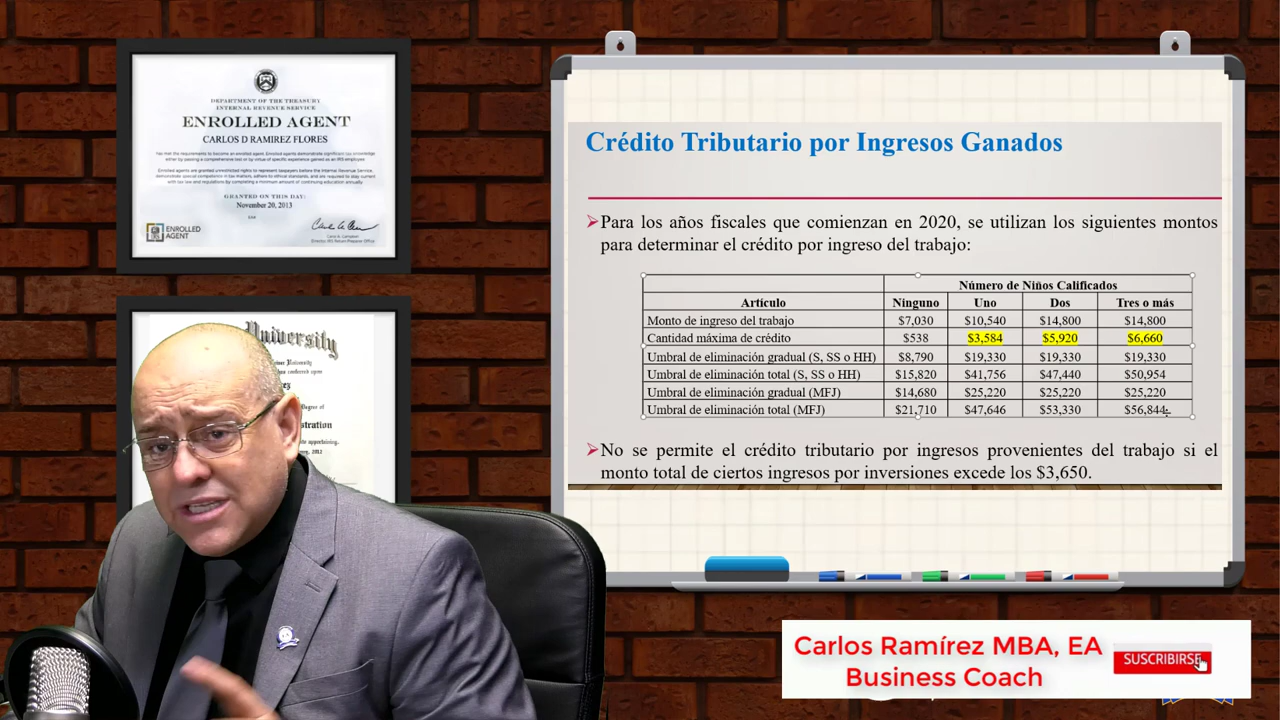 DEPARTMENT OF THE TREASURY
INTERNAL REVENUE SERVICE
ENROLLED AGENT
CARLOS D RAMIREZ FLORES
GRANTED ON THIS DAY:
November 20, 2013
ENROLLED
AGENT
University
Crédito Tributario por Ingresos Ganados
➢Para los años fiscales que comienzan en 2020, se utilizan los siguientes montos
para determinar el crédito por ingreso del trabajo:
Número de Niños Calificados
Artículo Ninguno Uno Dos Tres o más
Monto de ingreso del trabajo $7,030 $10,540 $14,800 $14,800
Cantidad máxima de crédito $538 $3,584 $5,920 $6,660
Umbral de eliminación gradual (S, SS o HH) $8,790 $19,330 $19,330 $19,330
Umbral de eliminación total (S, SS o HH) $15,820 $41,756 $47,440 $50,954
Umbral de eliminación gradual (MFJ) $14,680 $25,220 $25,220 $25,220
Umbral de eliminación total (MFJ) $21,710 $47,646 $53,330 $56,844
➢No se permite el crédito tributario por ingresos provenientes del trabajo si el
monto total de ciertos ingresos por inversiones excede los $3,650.
Carlos Ramírez MBA, EA
Business Coach
SUSCRIBIRSE